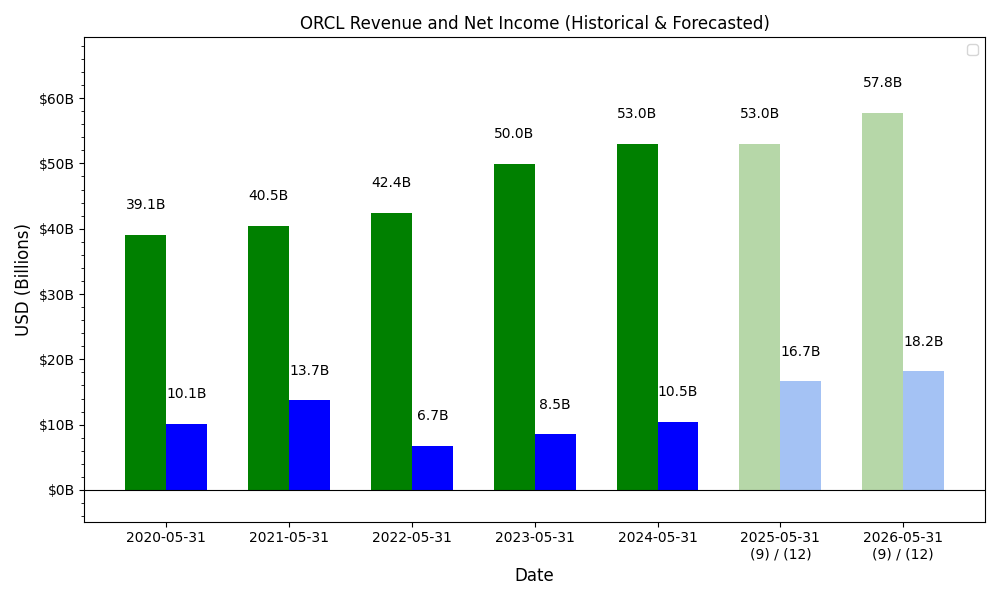 ORCL Revenue and Net Income (Historical & Forecasted)
USD (Billions)
$60B
$50B
$40B
$30B
$20B
$10B
$0B
39.1B
10.1B
40.5B
13.7B
42.4B
6.7B
50.0B
8.5B
53.0B
10.5B
53.0B
16.7B
57.8B
18.2B
2020-05-31
2021-05-31
2022-05-31
2023-05-31
2024-05-31
2025-05-31
(9) / (12)
2026-05-31
(9) / (12)
Date